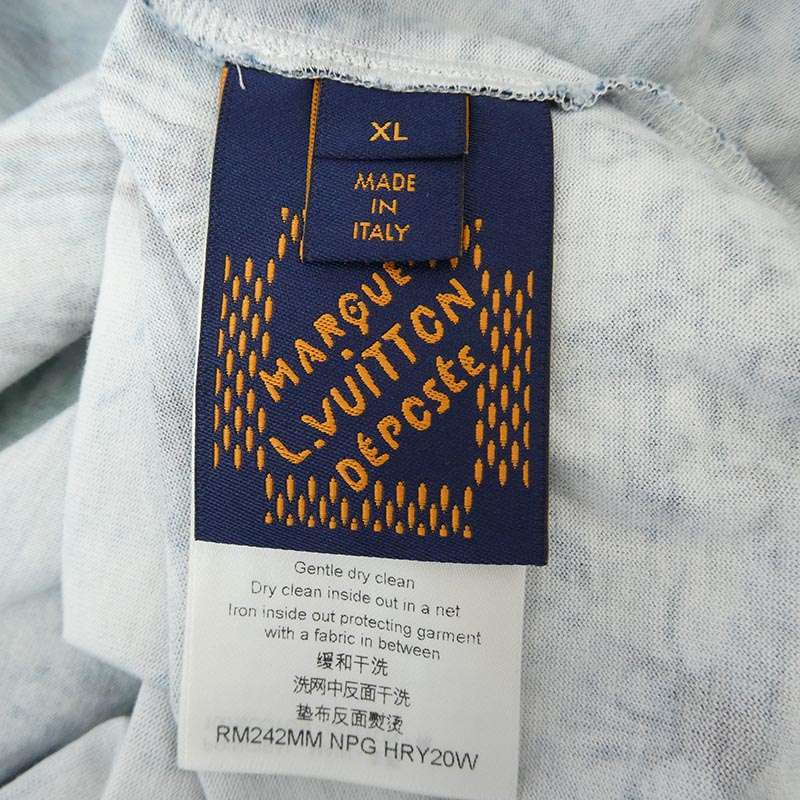 XL
MADE
IN
ITALY
MARQUE
L.VUITTON
DÉPOSÉE
Gentle dry clean
Dry clean inside out in a net
Iron inside out protecting garment
with a fabric in between
缓和干洗
洗网中反面干洗
垫布反面熨烫
RM242MM NPG HRY20W